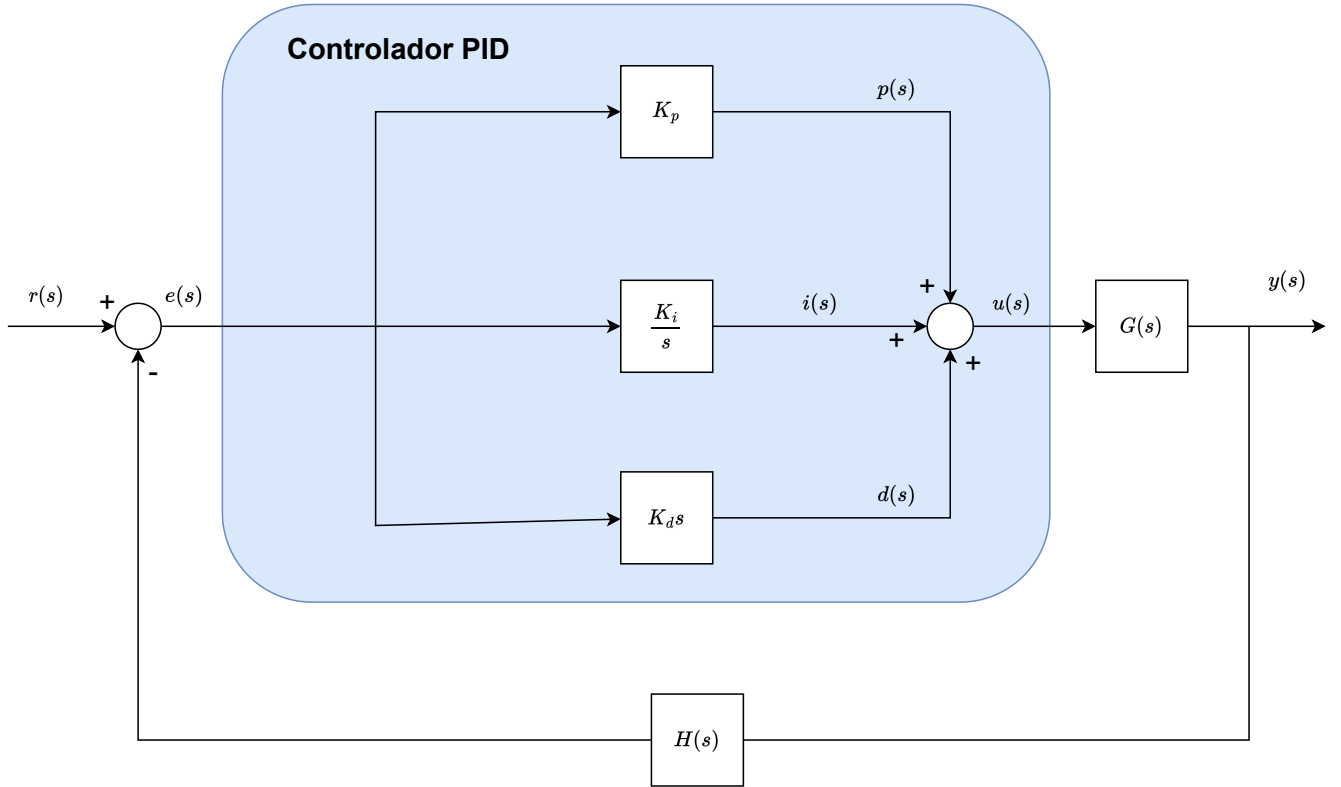 Controlador PID
p(s)
K_p
r(s)
+
e(s)
K_i
s
i(s)
+
+
u(s)
G(s)
y(s)
-
+
K_d s
d(s)
H(s)